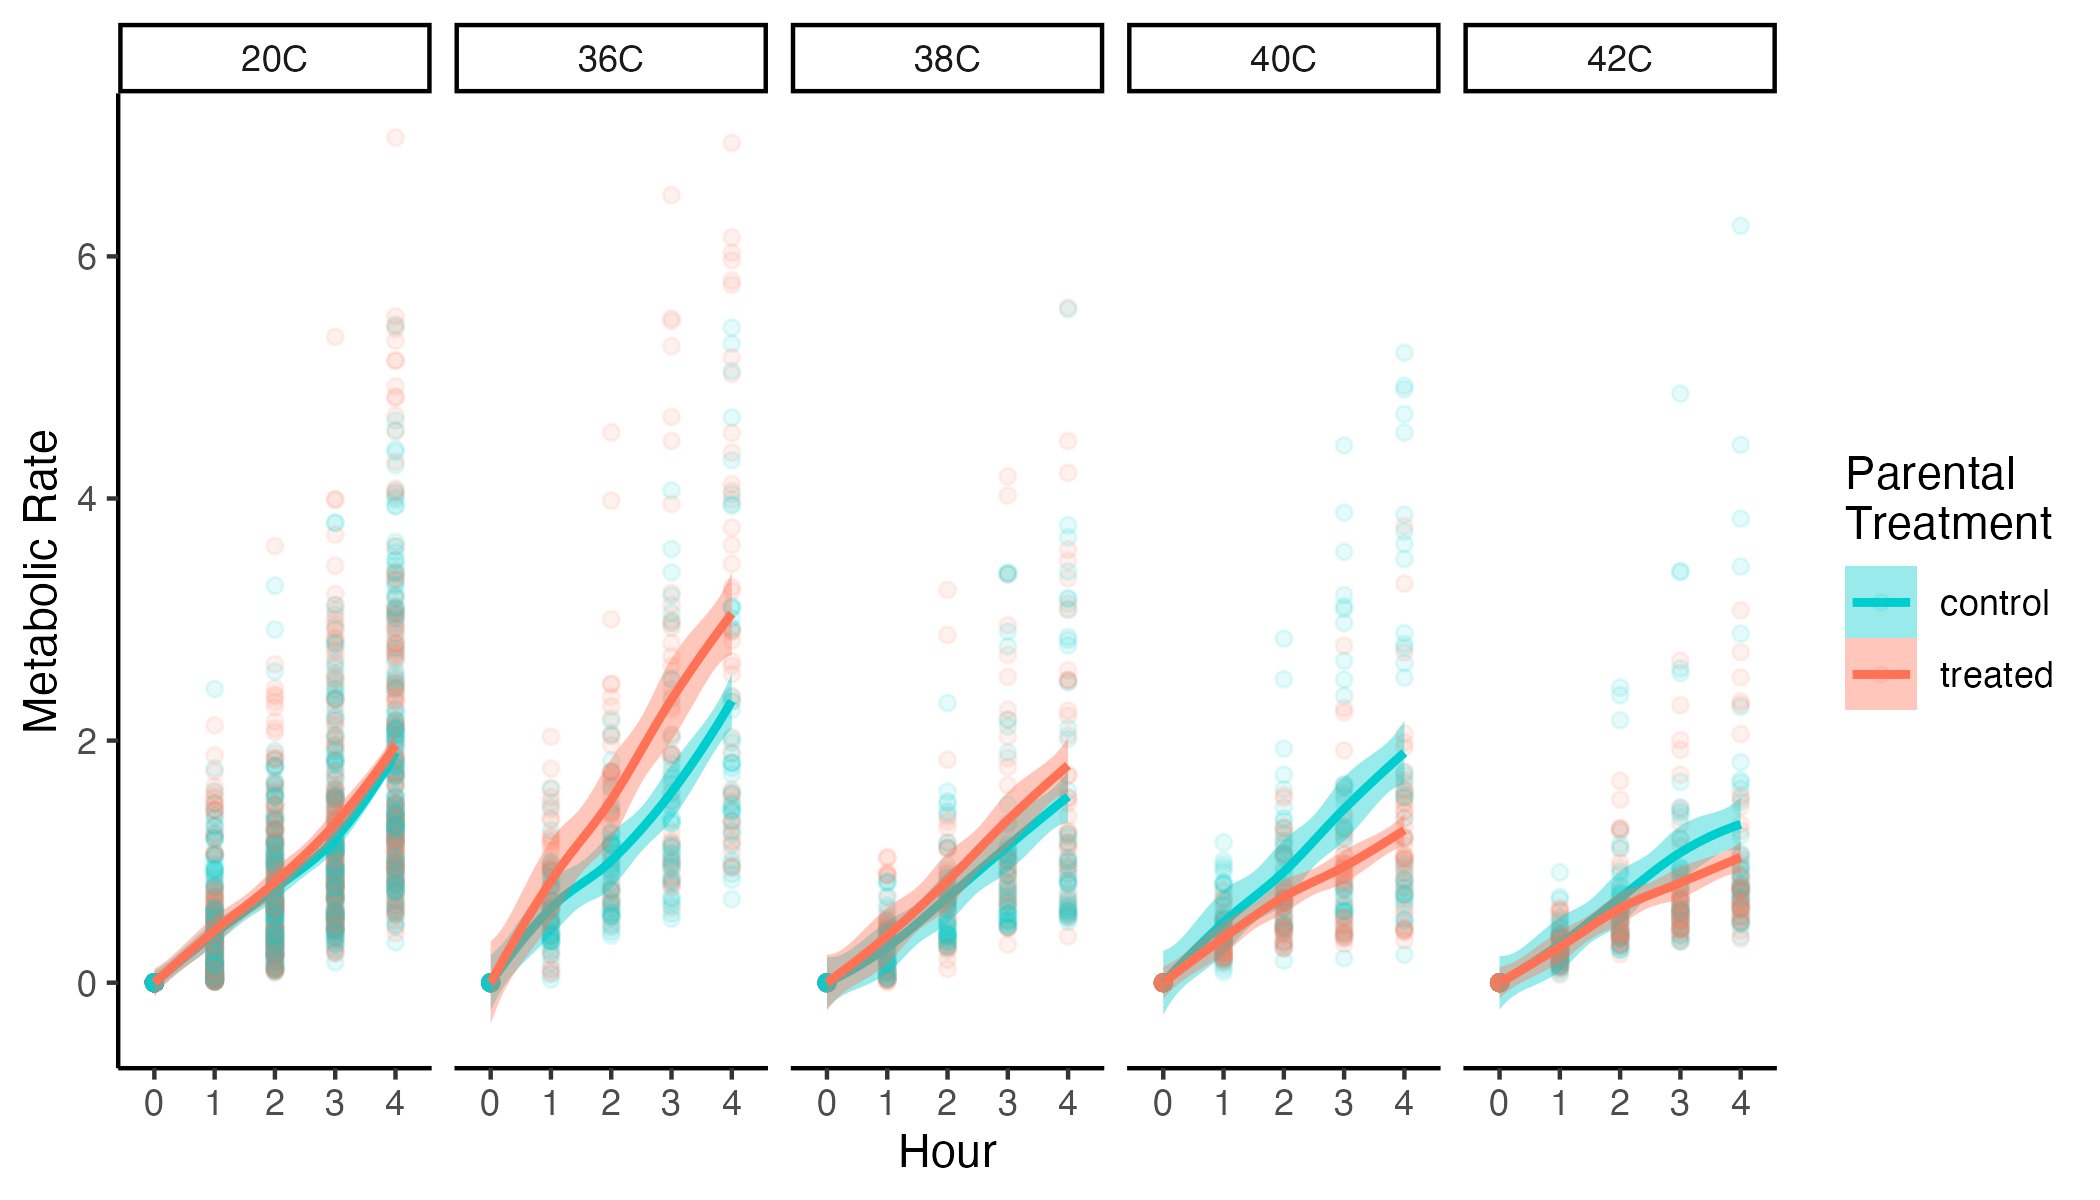 20C 36C 38C 40C 42C
6
4
2
0
Metabolic Rate
0 1 2 3 4 0 1 2 3 4 0 1 2 3 4 0 1 2 3 4 0 1 2 3 4
Hour
Parental
Treatment
control
treated